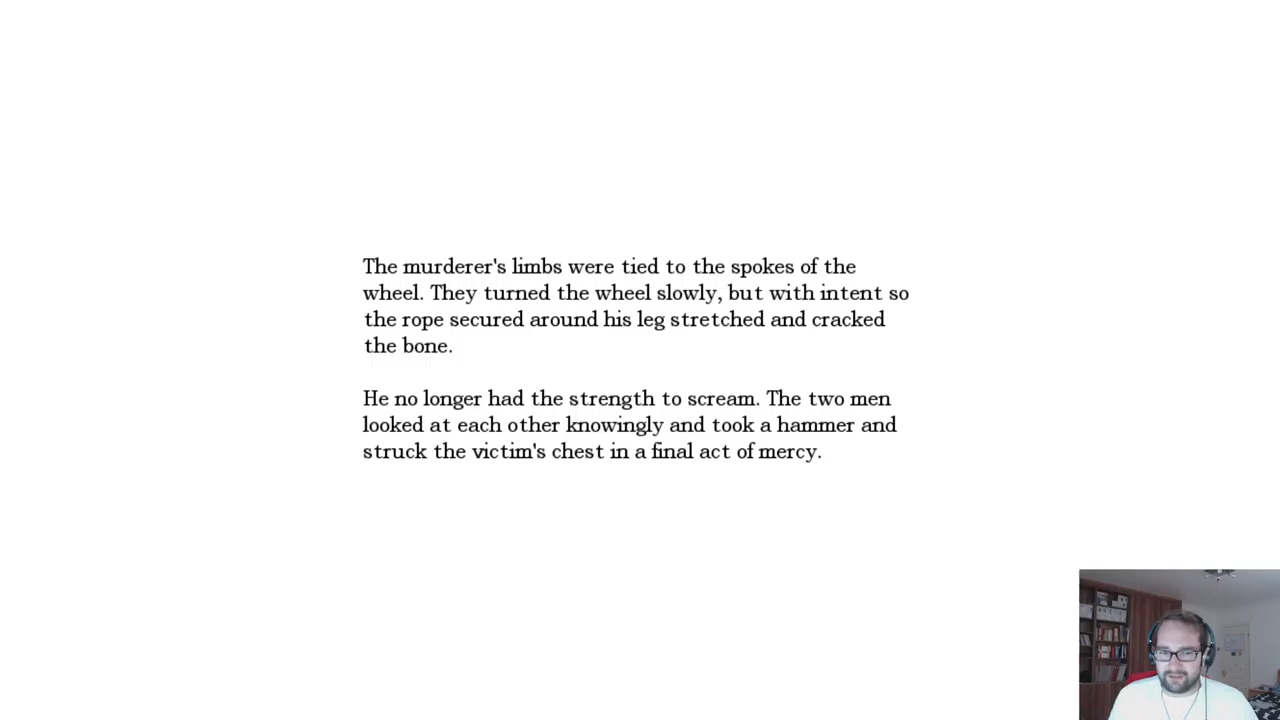 The murderer's limbs were tied to the spokes of the
wheel. They turned the wheel slowly, but with intent so
the rope secured around his leg stretched and cracked
the bone.
He no longer had the strength to scream. The two men
looked at each other knowingly and took a hammer and
struck the victim's chest in a final act of mercy.